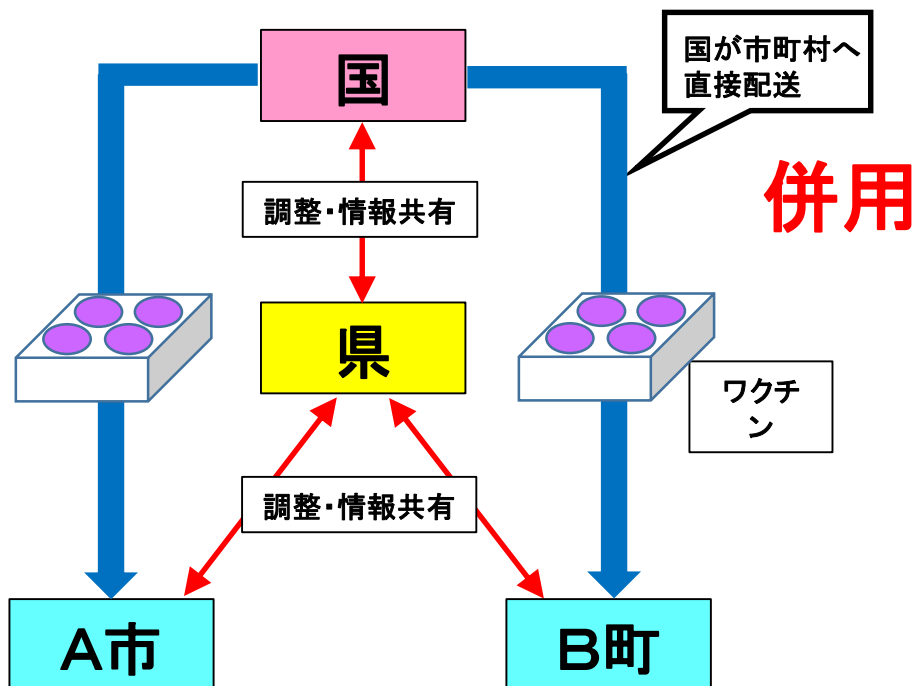 国
国が市町村へ
直接配送
併用
調整・情報共有
県
ワクチ
ン
調整・情報共有
A市
B町